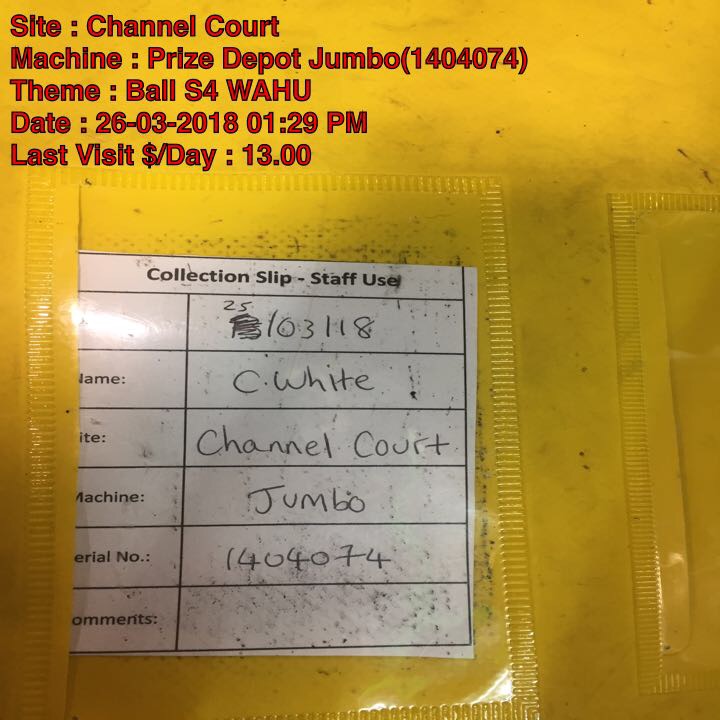 Site : Channel Court
Machine : Prize Depot Jumbo(1404074)
Theme : Ball S4 WAHU
Date : 26-03-2018 01:29 PM
Last Visit $/Day : 13.00
Collection Slip - Staff Use
25
/03/18
Name: C.White
ite: Channel Court
Machine: Jumbo
erial No.: 1404074
omments: